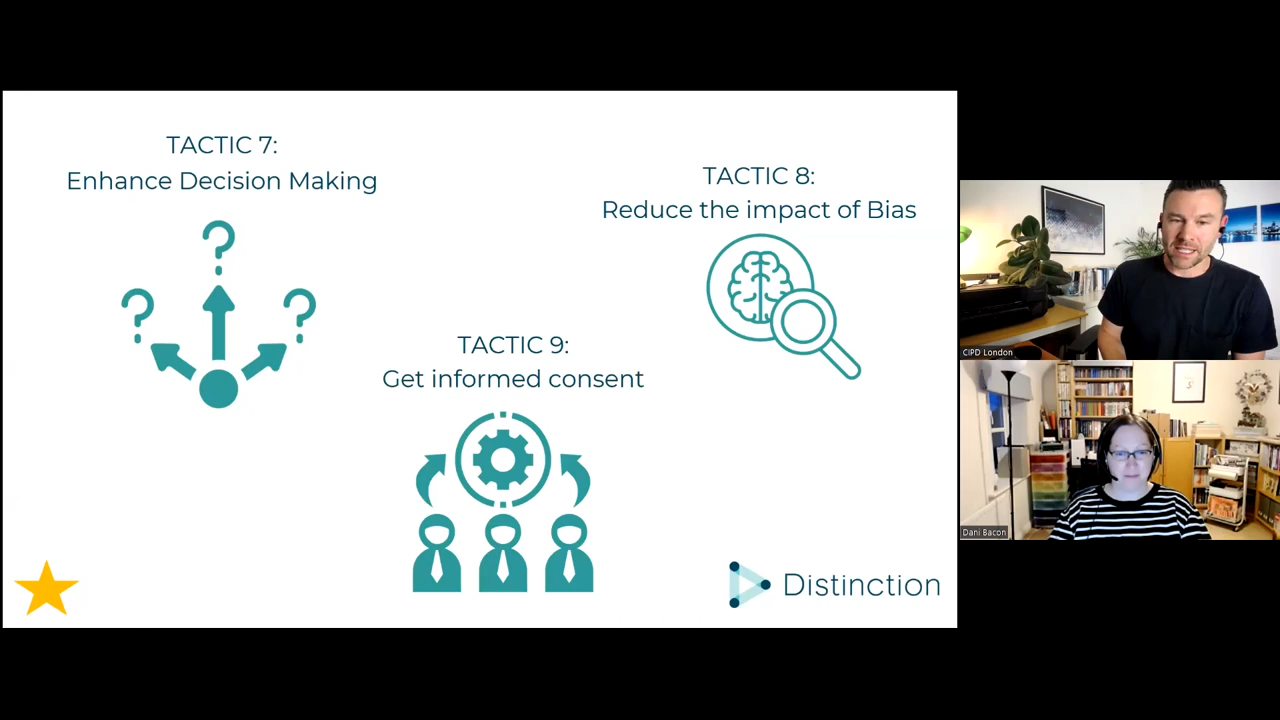 TACTIC 7:
Enhance Decision Making
?
? ?
TACTIC 8:
Reduce the impact of Bias
TACTIC 9:
Get informed consent
Distinction
CIPD London
Dani Bacon